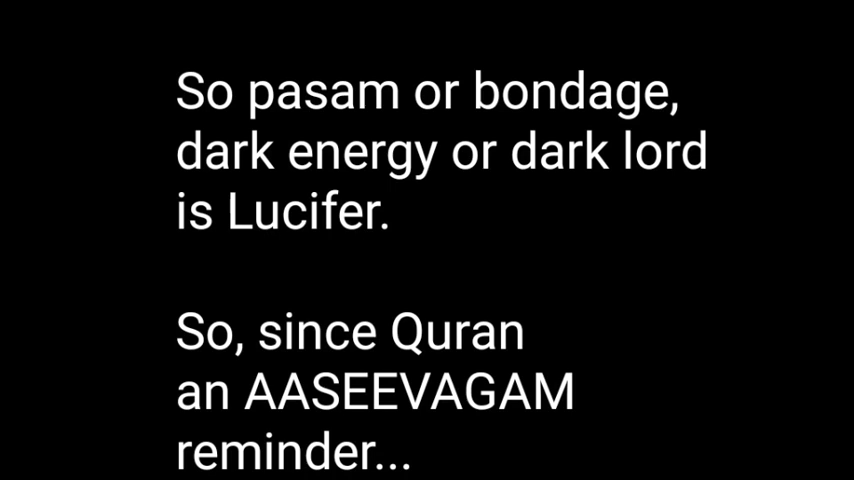 So pasam or bondage,
dark energy or dark lord
is Lucifer.
So, since Quran
an AASEEVAGAM
reminder...